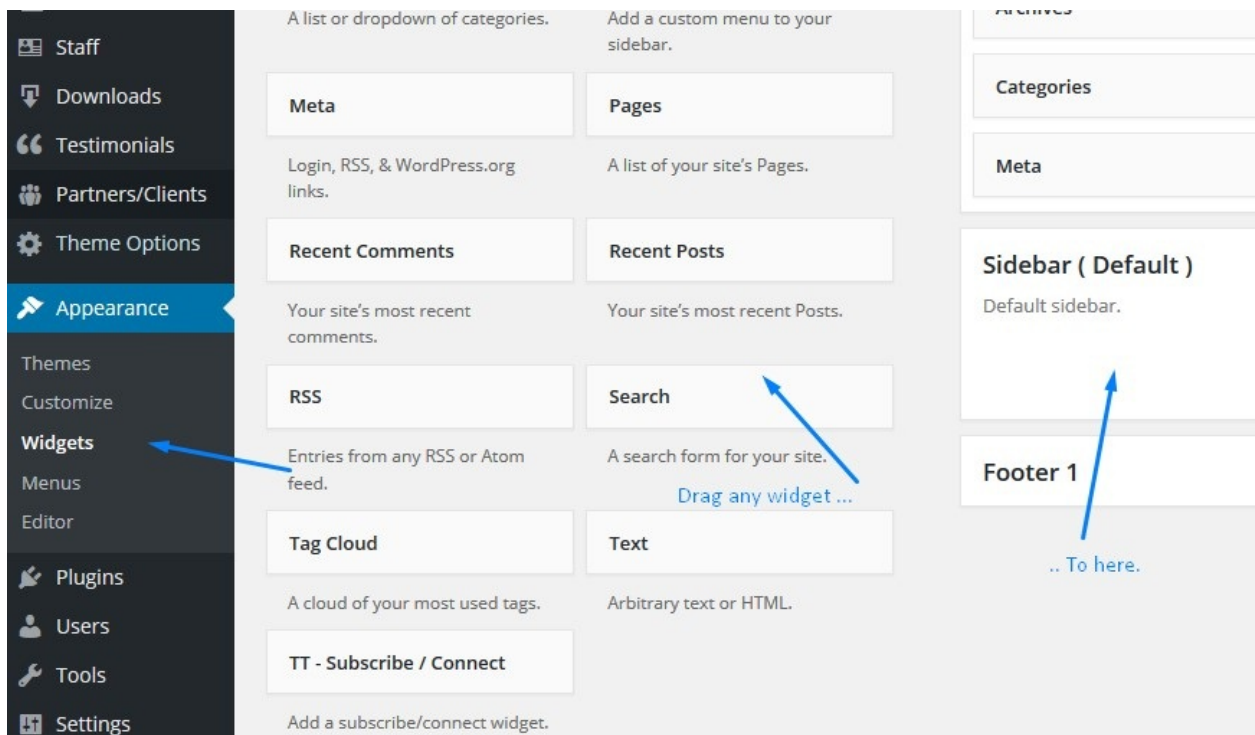 Staff
Downloads
Testimonials
Partners/Clients
Theme Options
Appearance
Themes
Customize
Widgets
Menus
Editor
Plugins
Users
Tools
Settings
A list or dropdown of categories.
Meta
Login, RSS, & WordPress.org
links.
Recent Comments
Your site's most recent
comments.
RSS
Entries from any RSS or Atom
feed.
Tag Cloud
A cloud of your most used tags.
TT - Subscribe / Connect
Add a subscribe/connect widget.
Add a custom menu to your
sidebar.
Pages
A list of your site's Pages.
Recent Posts
Your site's most recent Posts.
Search
A search form for your site.
Drag any widget ...
Text
Arbitrary text or HTML.
Archives
Categories
Meta
Sidebar ( Default )
Default sidebar.
Footer 1
.. To here.